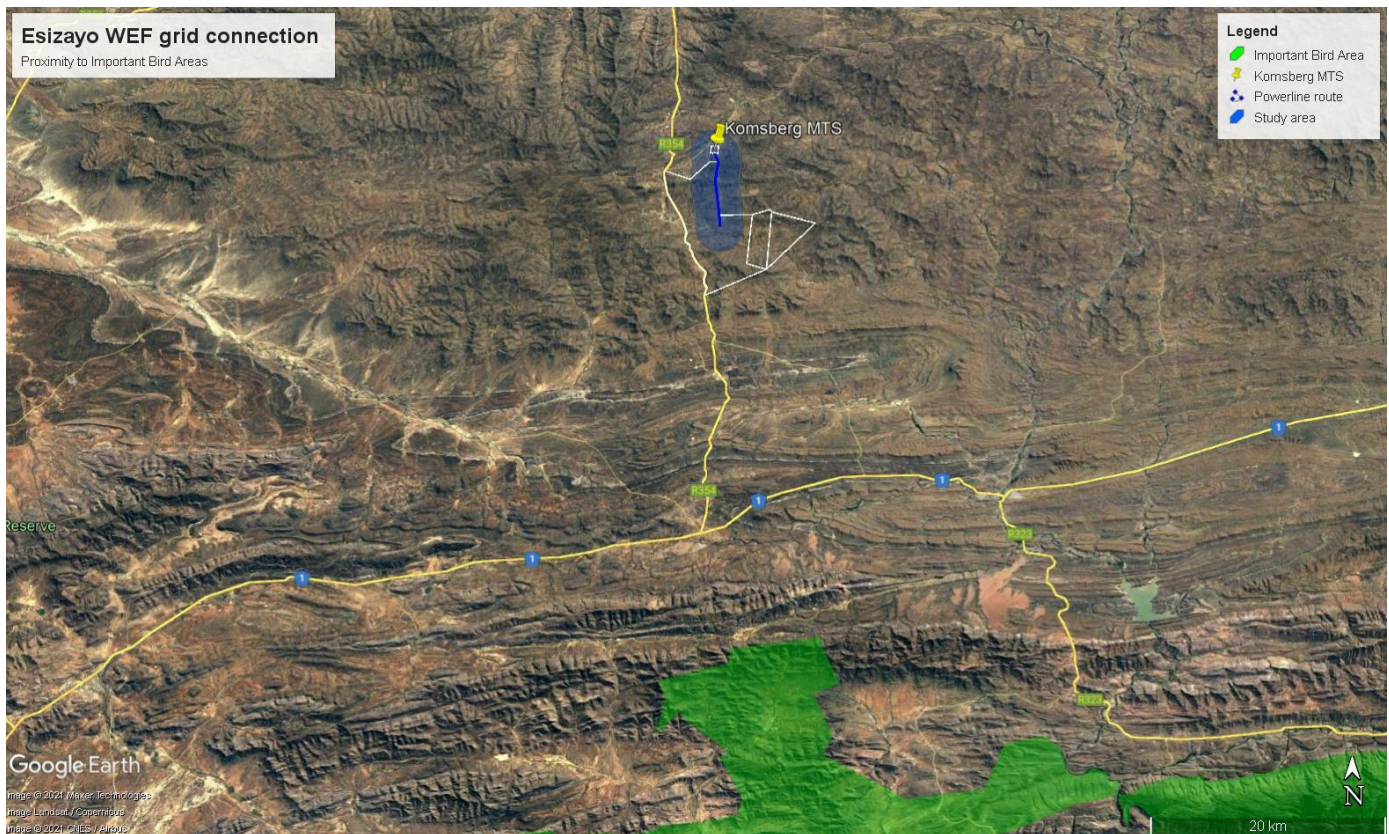 Esizayo WEF grid connection
Proximity to Important Bird Areas
Legend
Important Bird Area
Komsberg MTS
Powerline route
Study area
Komsberg MTS
R354
1
1
R354
1
1
R323
Reserve
1
R323
Google Earth
Image © 2021 Maxar Technologies
Image Landsat / Copernicus
Image © 2021 CNES / Airbus
N
20 km